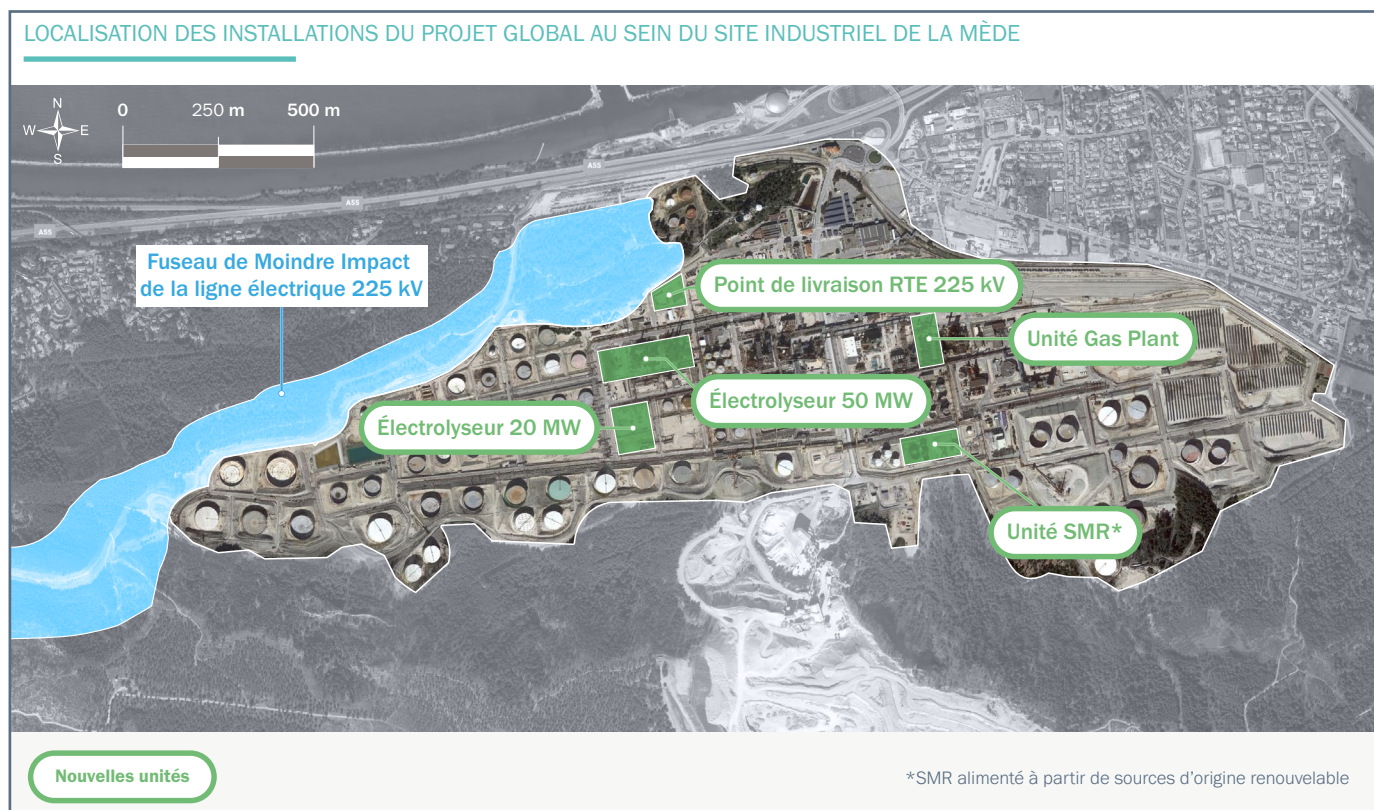 LOCALISATION DES INSTALLATIONS DU PROJET GLOBAL AU SEIN DU SITE INDUSTRIEL DE LA MÈDE
N
W E
S
0 250 m 500 m
A55
A55
A55
Fuseau de Moindre Impact
de la ligne électrique 225 kV
Point de livraison RTE 225 kV
Unité Gas Plant
Électrolyseur 50 MW
Électrolyseur 20 MW
Unité SMR*
Nouvelles unités
*SMR alimenté à partir de sources d'origine renouvelable